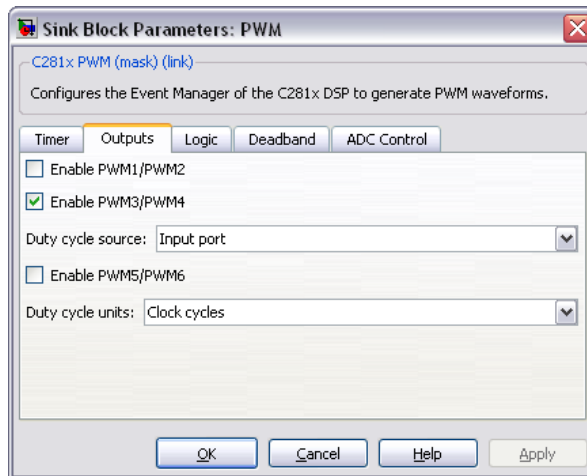 Sink Block Parameters: PWM
C281x PWM (mask) (link)
Configures the Event Manager of the C281x DSP to generate PWM waveforms.
Timer Outputs Logic Deadband ADC Control
Enable PWM1/PWM2
Enable PWM3/PWM4
Duty cycle source: Input port
Enable PWM5/PWM6
Duty cycle units: Clock cycles
OK Cancel Help Apply